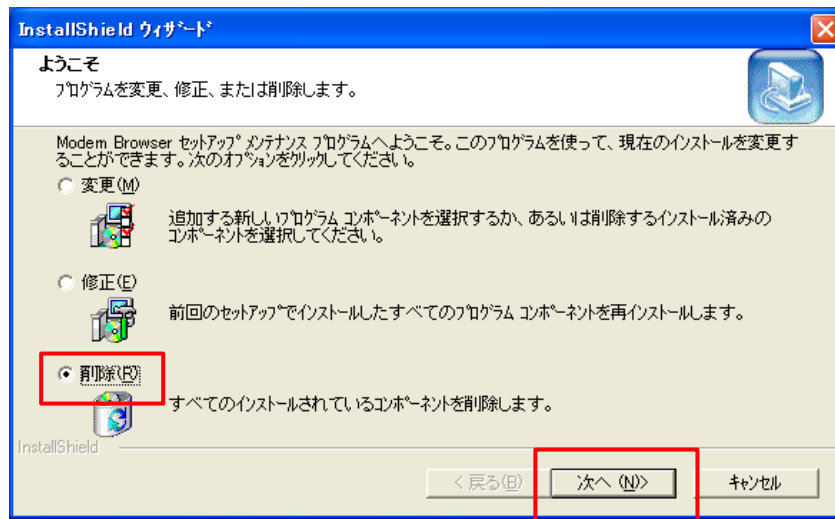 InstallShield ウィザード
ようこそ
プログラムを変更、修正、または削除します。
Modem Browser セットアップ メンテナンス プログラムへようこそ。このプログラムを使って、現在のインストールを変更す
ることができます。次のオプションをクリックしてください。
変更(M)
追加する新しいプログラム コンポーネントを選択するか、あるいは削除するインストール済みの
コンポーネントを選択してください。
修正(E)
前回のセットアップでインストールしたすべてのプログラム コンポーネントを再インストールします。
削除(R)
すべてのインストールされているコンポーネントを削除します。
InstallShield
< 戻る(B)
次へ (N)>
キャンセル